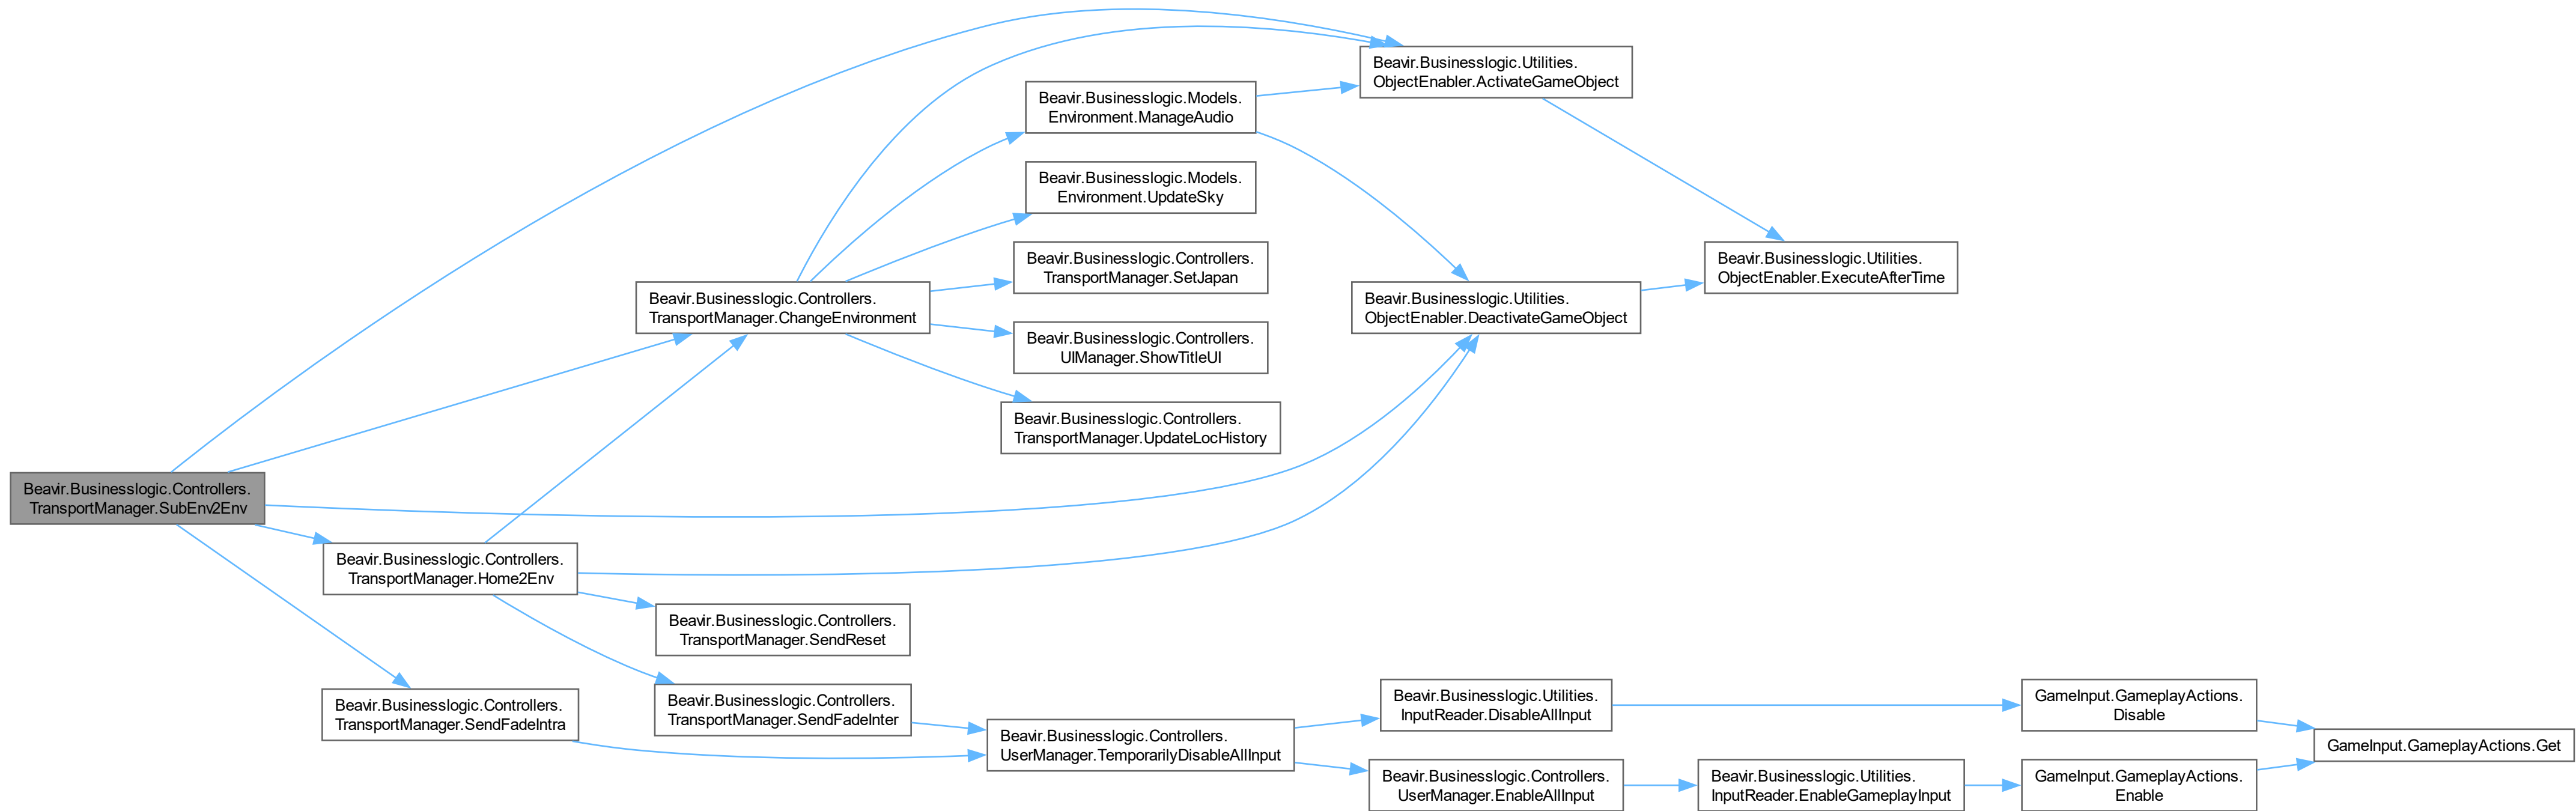 Beavir.Businesslogic.Controllers.
TransportManager.SubEnv2Env
Beavir.Businesslogic.Utilities.
ObjectEnabler.ActivateGameObject
Beavir.Businesslogic.Models.
Environment.ManageAudio
Beavir.Businesslogic.Models.
Environment.UpdateSky
Beavir.Businesslogic.Controllers.
TransportManager.SetJapan
Beavir.Businesslogic.Utilities.
ObjectEnabler.ExecuteAfterTime
Beavir.Businesslogic.Controllers.
TransportManager.ChangeEnvironment
Beavir.Businesslogic.Utilities.
ObjectEnabler.DeactivateGameObject
Beavir.Businesslogic.Controllers.
UIManager.ShowTitleUI
Beavir.Businesslogic.Controllers.
TransportManager.UpdateLocHistory
Beavir.Businesslogic.Controllers.
TransportManager.Home2Env
Beavir.Businesslogic.Controllers.
TransportManager.SendReset
Beavir.Businesslogic.Controllers.
TransportManager.SendFadeIntra
Beavir.Businesslogic.Controllers.
TransportManager.SendFadeInter
Beavir.Businesslogic.Controllers.
UserManager.TemporarilyDisableAllInput
Beavir.Businesslogic.Utilities.
InputReader.DisableAllInput
GameInput.GameplayActions.
Disable
GameInput.GameplayActions.Get
Beavir.Businesslogic.Controllers.
UserManager.EnableAllInput
Beavir.Businesslogic.Utilities.
InputReader.EnableGameplayInput
GameInput.GameplayActions.
Enable